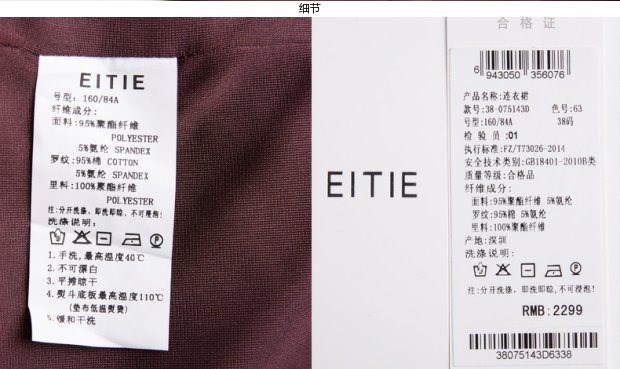 细节
EITIE
号型:160/84A
纤维成分:
面料:95%聚酯纤维
POLYESTER
5%氨纶 SPANDEX
罗纹:95%棉 COTTON
5%氨纶 SPANDEX
里料:100%聚酯纤维
POLYESTER
注:分开洗涤, 即洗即晾, 不可浸泡!
洗涤说明:
1.手洗,最高温度40℃
2.不可漂白
3.平摊晾干
4.熨斗底板最高温度110℃
(垫布低温熨烫)
5.缓和干洗
EITIE
合格证
6 943050 356076
产品名称:连衣裙
款号:38-075143D 色号:63
号型:160/84A 38码
检 验 员:01
执行标准:FZ/T73026-2014
安全技术类别:GB18401-2010B类
质量等级:合格品
纤维成分:
面料:95%聚酯纤维 5%氨纶
罗纹:95%棉 5%氨纶
里料:100%聚酯纤维
产地:深圳
洗涤说明:
注:分开洗涤, 即洗即晾,不可浸泡!
RMB:2299
38075143D6338